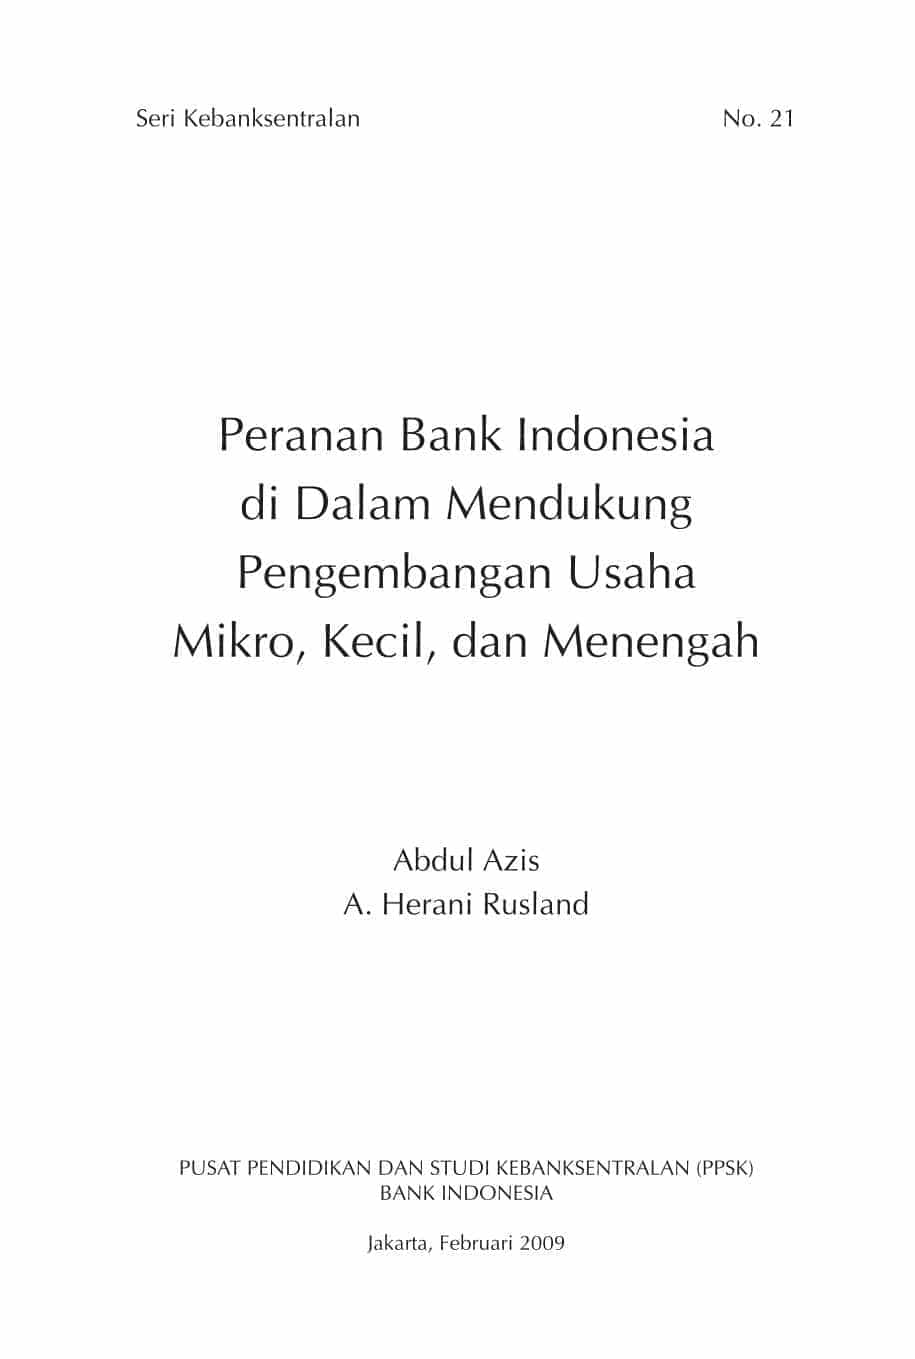 Seri Kebanksentralan No. 21
Peranan Bank Indonesia
di Dalam Mendukung
Pengembangan Usaha
Mikro, Kecil, dan Menengah
Abdul Azis
A. Herani Rusland
PUSAT PENDIDIKAN DAN STUDI KEBANKSENTRALAN (PPSK)
BANK INDONESIA
Jakarta, Februari 2009